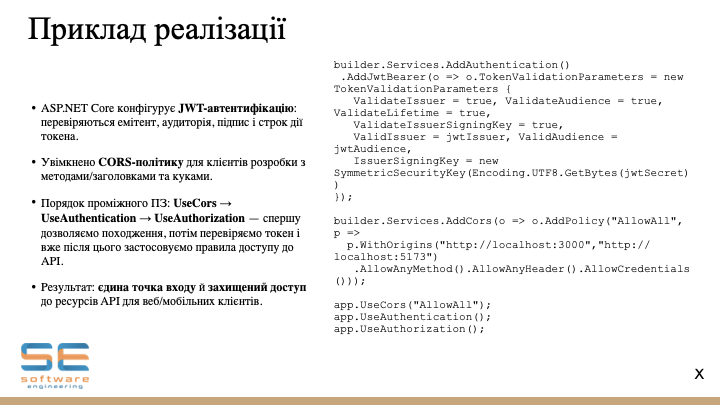 Приклад реалізації
• ASP.NET Core конфігурує JWT-автентифікацію:
перевіряються емітент, аудиторія, підпис і строк дії
токена.
• Увімкнено CORS-політику для клієнтів розробки з
методами/заголовками та куками.
• Порядок проміжного ПЗ: UseCors →
UseAuthentication → UseAuthorization — спершу
дозволяємо походження, потім перевіряємо токен і
вже після цього застосовуємо правила доступу до
API.
• Результат: єдина точка входу й захищений доступ
до ресурсів API для веб/мобільних клієнтів.
builder.Services.AddAuthentication()
.AddJwtBearer(o => o.TokenValidationParameters = new
TokenValidationParameters {
ValidateIssuer = true, ValidateAudience = true,
ValidateLifetime = true,
ValidateIssuerSigningKey = true,
ValidIssuer = jwtIssuer, ValidAudience =
jwtAudience,
IssuerSigningKey = new
SymmetricSecurityKey(Encoding.UTF8.GetBytes(jwtSecret)
)
});
builder.Services.AddCors(o => o.AddPolicy("AllowAll",
p =>
p.WithOrigins("http://localhost:3000","http://
localhost:5173")
.AllowAnyMethod().AllowAnyHeader().AllowCredentials
()));
app.UseCors("AllowAll");
app.UseAuthentication();
app.UseAuthorization();
SE
software
engineering
x